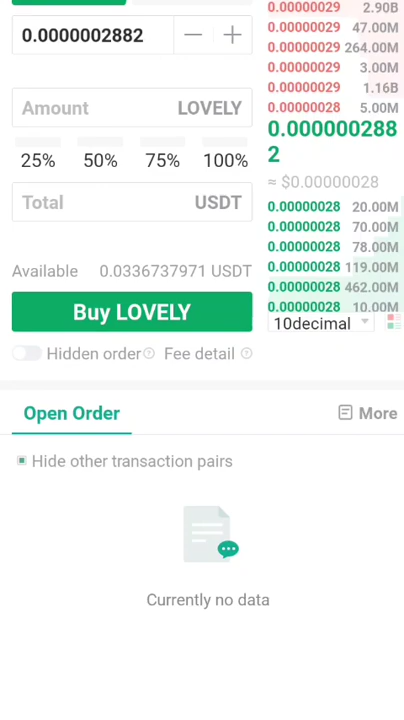 0.0000002882
Amount LOVELY
25% 50% 75% 100%
Total USDT
Available 0.0336737971 USDT
Buy LOVELY
Hidden order Fee detail
0.00000029 2.90B
0.00000029 47.00M
0.00000029 264.00M
0.00000029 3.00M
0.00000029 1.16B
0.00000028 5.00M
0.000000288
2
≈ $0.00000028
0.00000028 20.00M
0.00000028 70.00M
0.00000028 78.00M
0.00000028 119.00M
0.00000028 462.00M
0.00000028 10.00M
10decimal
Open Order More
Hide other transaction pairs
Currently no data